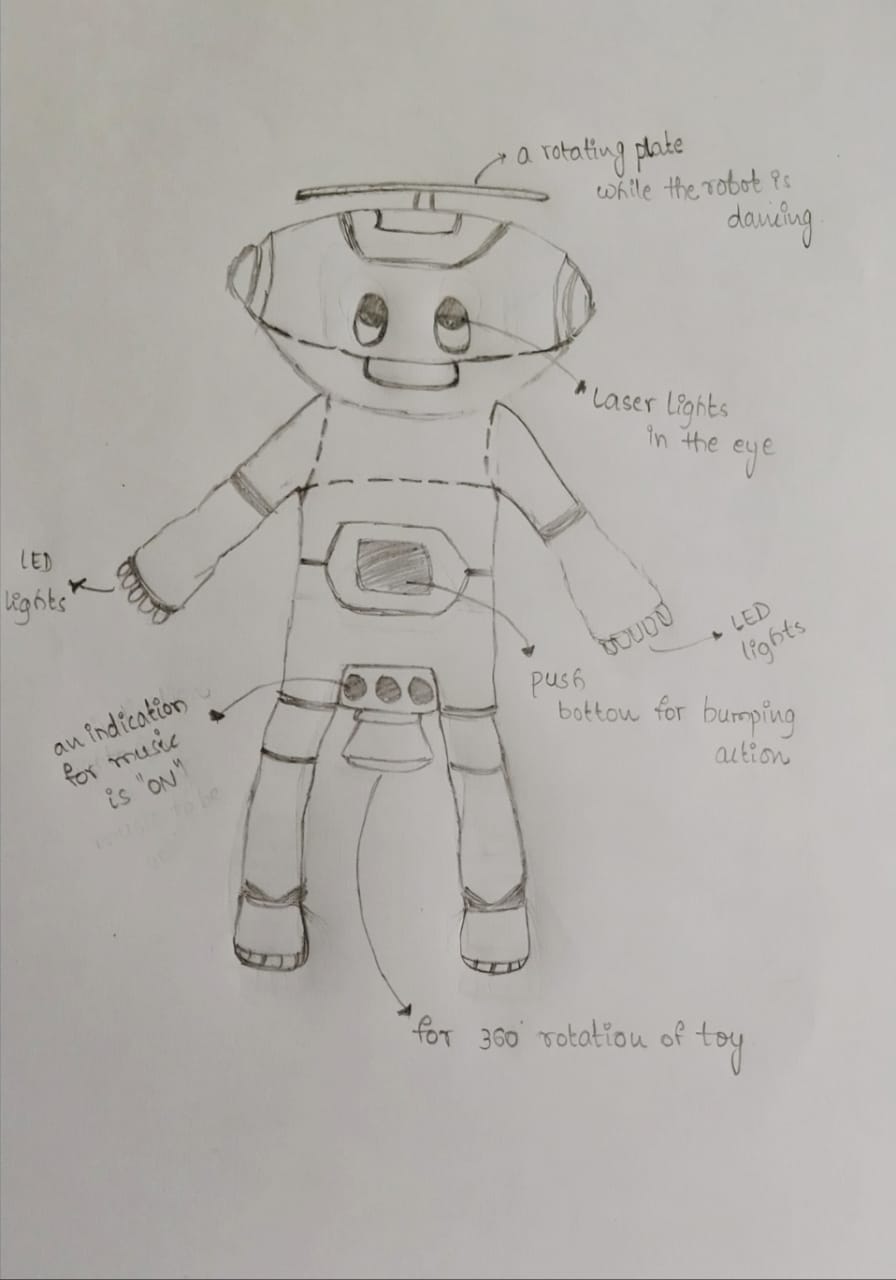 a rotating plate
while the robot is
dancing
Laser Lights
in the eye
LED
lights
LED
lights
push
bottou for bumping
action
an indication
for music
is "ON"
for 360° rotation of toy